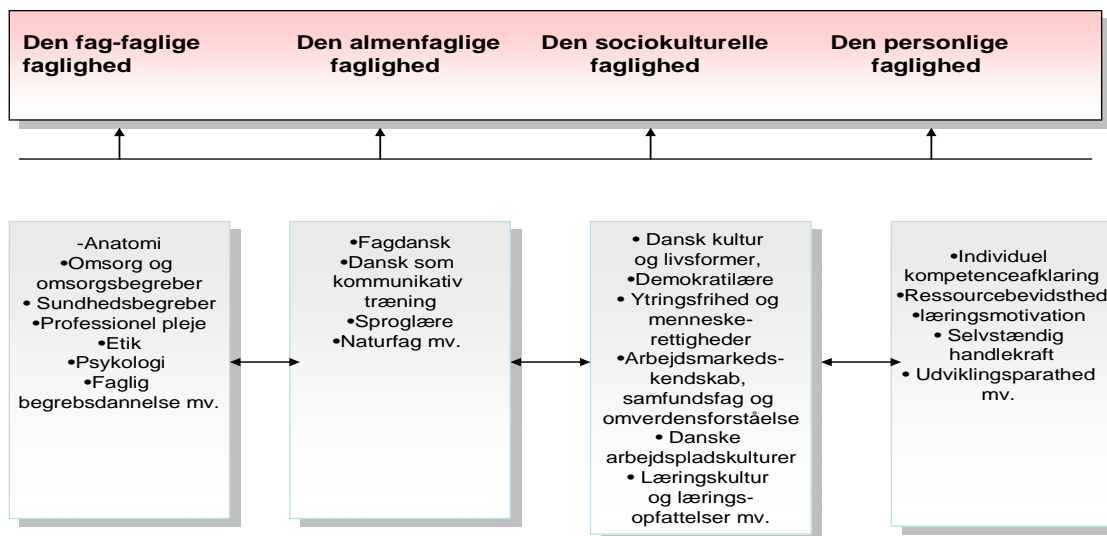 Den fag-faglige
faglighed
Den almenfaglige
faglighed
Den sociokulturelle
faglighed
Den personlige
faglighed
-Anatomi
•Omsorg og
omsorgsbegreber
• Sundhedsbegreber
•Professionel pleje
•Etik
•Psykologi
•Faglig
begrebsdannelse mv.
•Fagdansk
•Dansk som
kommunikativ
træning
•Sproglære
•Naturfag mv.
• Dansk kultur
og livsformer,
•Demokratilære
• Ytringsfrihed og
menneske-
rettigheder
•Arbejdsmarkeds-
kendskab,
samfundsfag og
omverdensforståelse
• Danske
arbejdspladskulturer
• Læringskultur
og lærings-
opfattelser mv.
•Individuel
kompetenceafklaring
•Ressourcebevidsthed
•læringsmotivation
• Selvstændig
handlekraft
• Udviklingsparathed
mv.